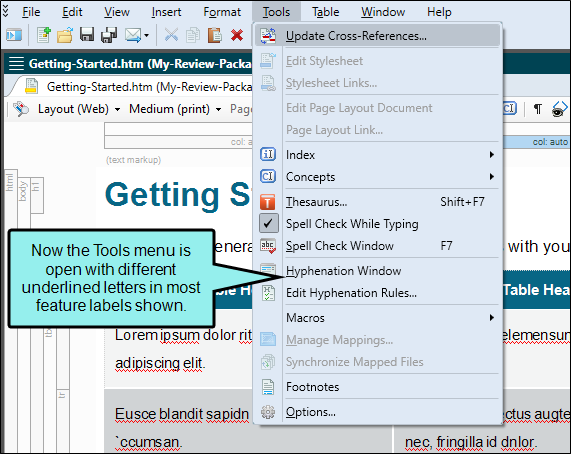 File Edit View Insert Format Tools Table Window Help
Getting-Started.htm (My-Review-Packa
Getting-Started.htm (My-Review-Pac
Layout (Web) Medium (print) Page
col: auto
(text markup)
html
body
h1
tr
Getting S
Update Cross-References...
Edit Stylesheet
Stylesheet Links...
Edit Page Layout Document
Page Layout Link...
Index
Concepts
Thesaurus... Shift+F7
Spell Check While Typing
Spell Check Window F7
Hyphenation Window
Edit Hyphenation Rules...
Macros
Manage Mappings...
Synchronize Mapped Files
Footnotes
Options...
Now the Tools menu is
open with different
underlined letters in most
feature labels shown.
with you
Table Hea
Lorem ipsum dolor rit
elemensum
adipiscing elit.
Eusce blandit sapidn
ectus augte
`ccumsan.
nec, fringilla id dnlor.